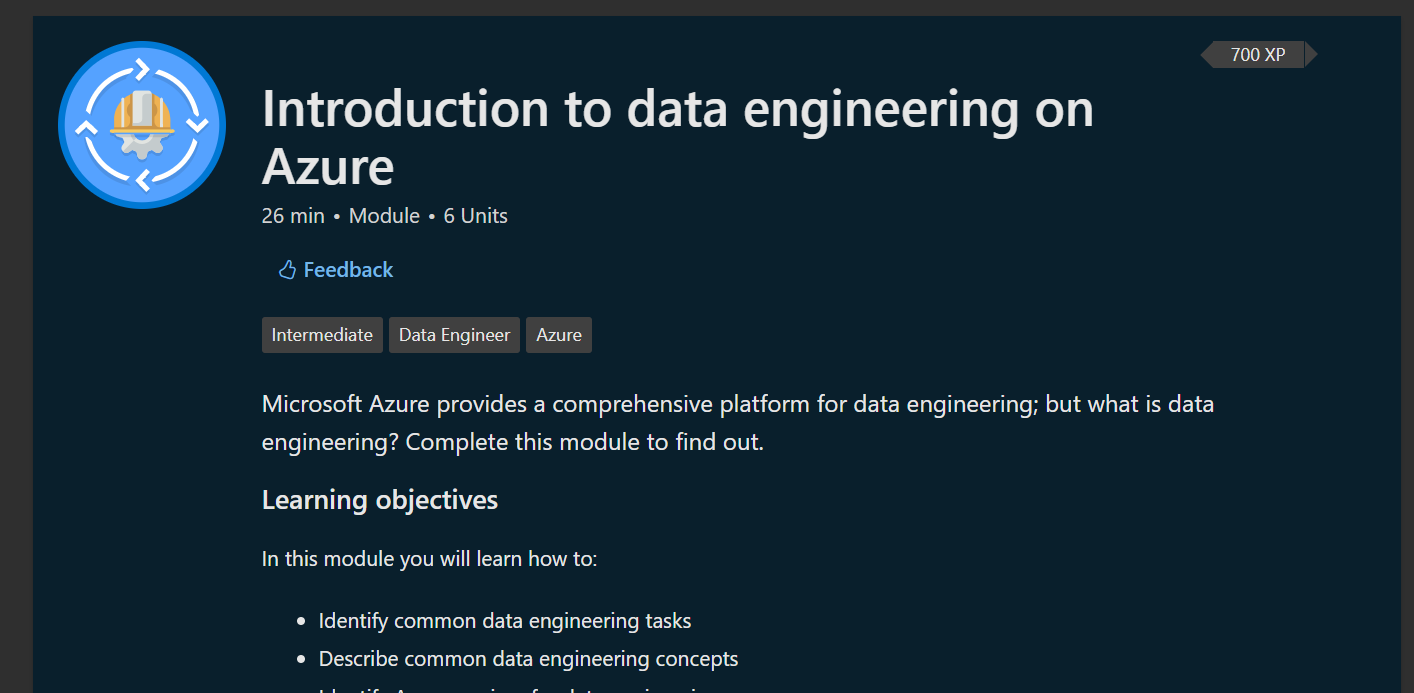 700 XP
Introduction to data engineering on
Azure
26 min • Module • 6 Units
Feedback
Intermediate Data Engineer Azure
Microsoft Azure provides a comprehensive platform for data engineering; but what is data
engineering? Complete this module to find out.
Learning objectives
In this module you will learn how to:
• Identify common data engineering tasks
• Describe common data engineering concepts